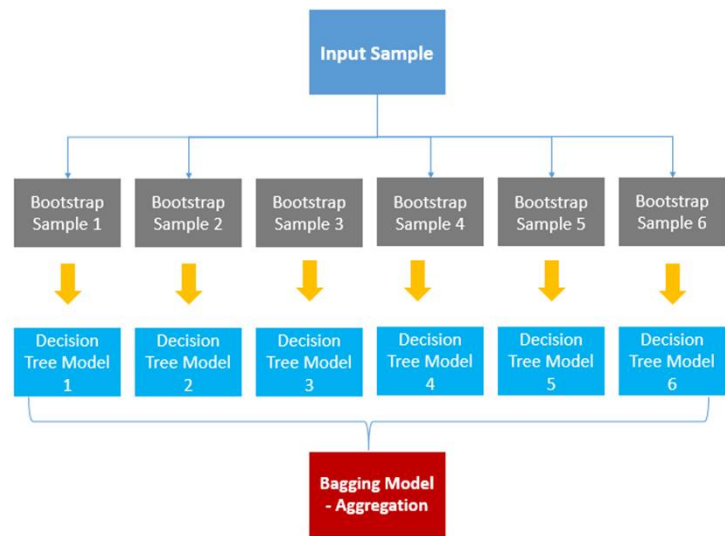 Input Sample
Bootstrap
Sample 1
Bootstrap
Sample 2
Bootstrap
Sample 3
Bootstrap
Sample 4
Bootstrap
Sample 5
Bootstrap
Sample 6
Decision
Tree Model
1
Decision
Tree Model
2
Decision
Tree Model
3
Decision
Tree Model
4
Decision
Tree Model
5
Decision
Tree Model
6
Bagging Model
- Aggregation